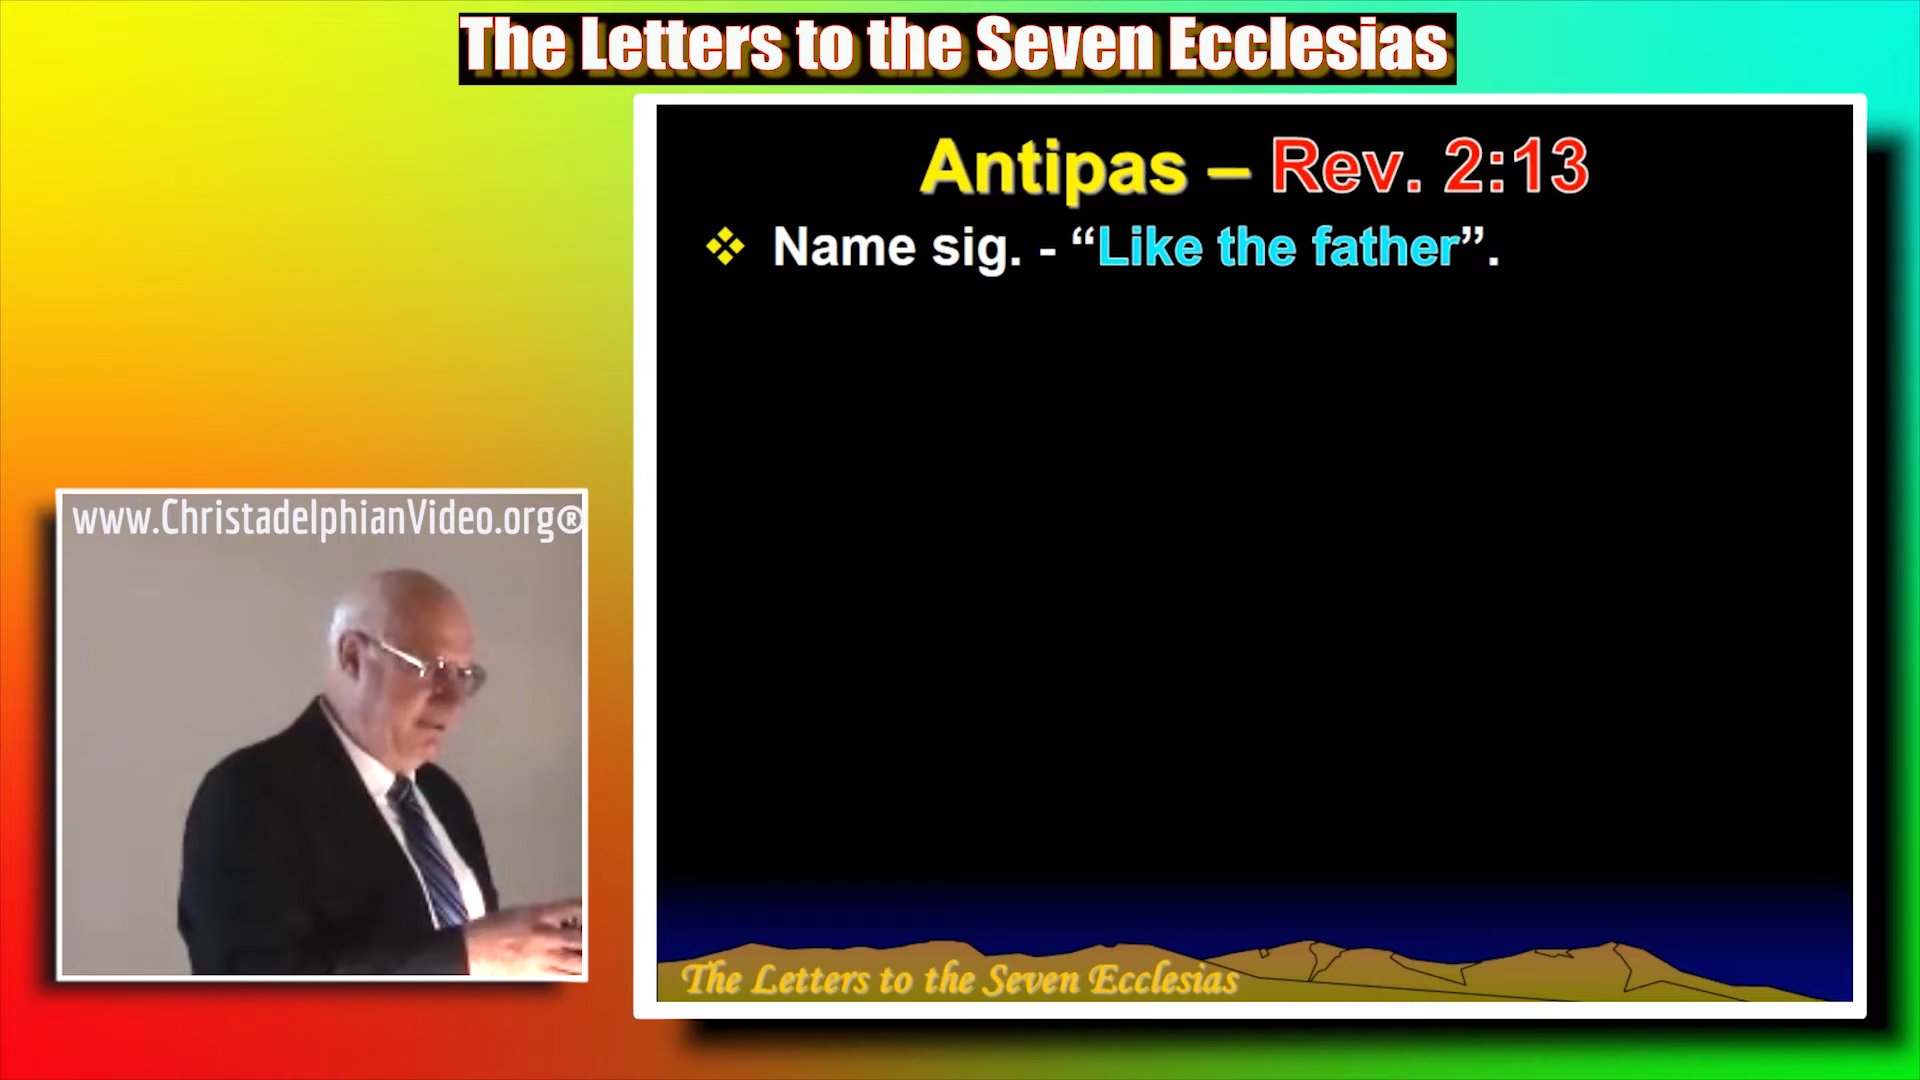 The Letters to the Seven Ecclesias
Antipas – Rev. 2:13
❖ Name sig. - “Like the father”.
www.ChristadelphianVideo.org®
The Letters to the Seven Ecclesias